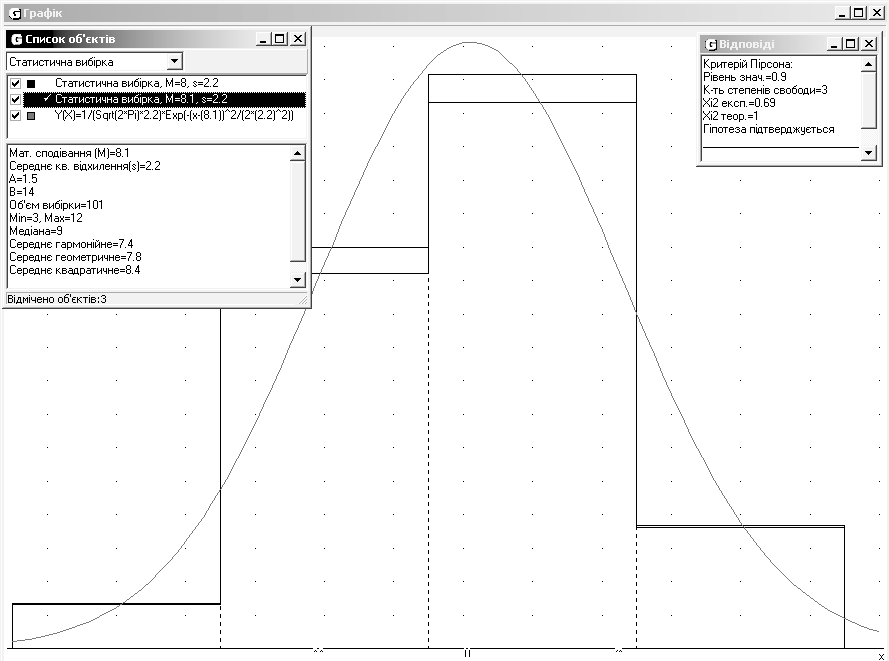 Графік
Список об'єктів
Статистична вибірка
Статистична вибірка, M=8, s=2.2
Статистична вибірка, M=8.1, s=2.2
Y(X)=1/(Sqrt(2*Pi)*2.2)*Exp(-(x-(8.1))^2/(2*(2.2)^2))
Мат. сподівання (M)=8.1
Середнє кв. відхилення(s)=2.2
A=1.5
B=14
Об'єм вибірки=101
Min=3, Max=12
Медіана=9
Середнє гармонійне=7.4
Середнє геометричне=7.8
Середнє квадратичне=8.4
Відмічено об'єктів:3
Відповіді
Критерій Пірсона:
Рівень знач.=0.9
К-ть степенів свободи=3
Xi2 експ.=0.69
Xi2 теор.=1
Гіпотеза підтверджується
x